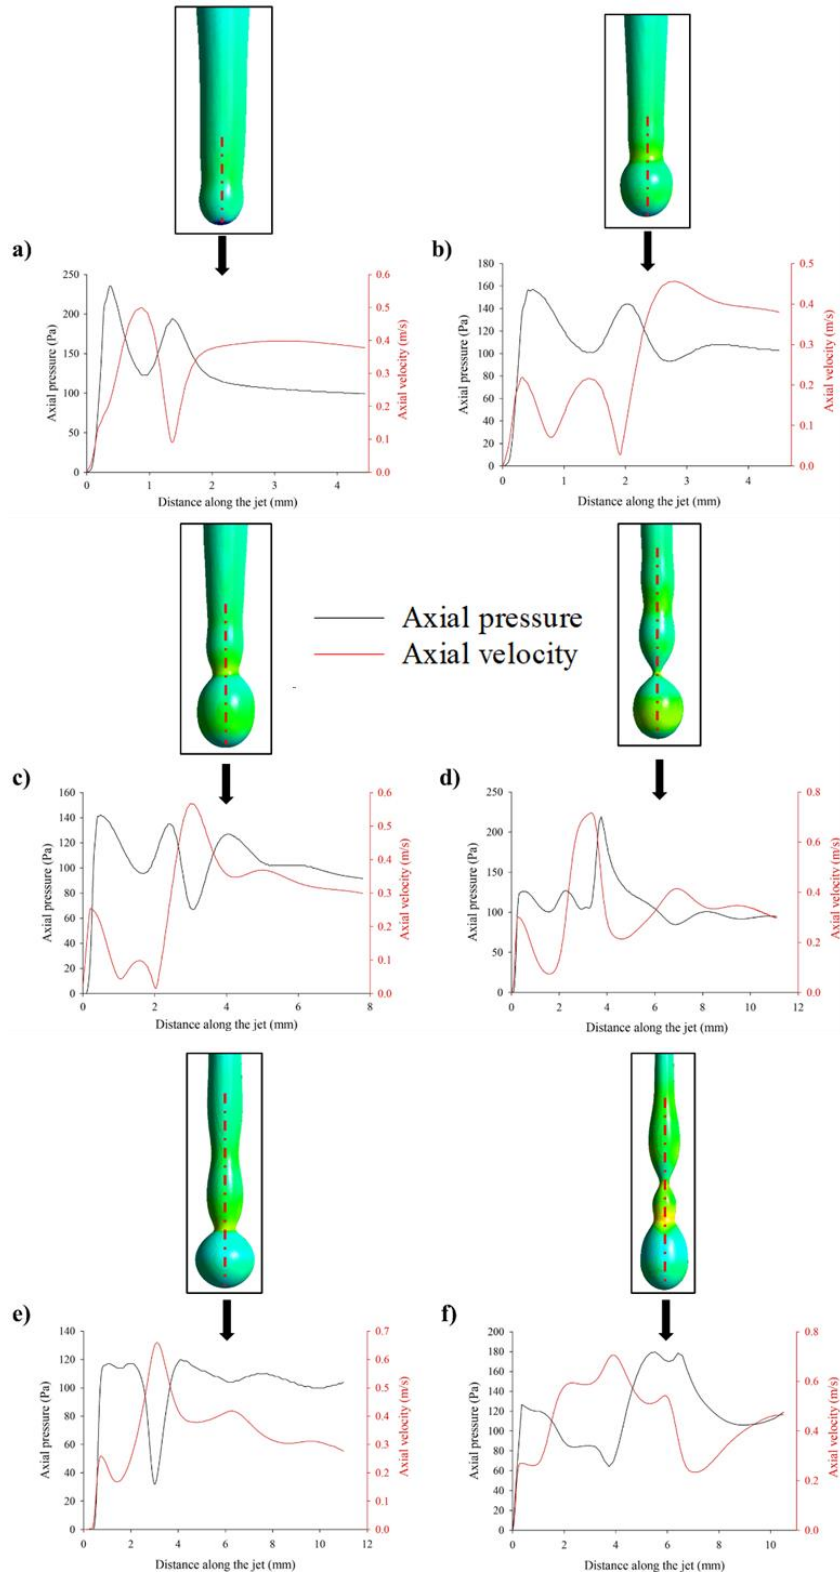 a)
Axial pressure (Pa)
250
200
150
100
50
0
0 1 2 3 4
Distance along the jet (mm)
0.6
0.5
0.4
0.3
0.2
0.1
0.0
Axial velocity (m/s)
b)
Axial pressure (Pa)
180
160
140
120
100
80
60
40
20
0
0 1 2 3 4
Distance along the jet (mm)
0.5
0.4
0.3
0.2
0.1
0.0
Axial velocity (m/s)
Axial pressure
Axial velocity
c)
Axial pressure (Pa)
160
140
120
100
80
60
40
20
0
0 2 4 6 8
Distance along the jet (mm)
0.6
0.5
0.4
0.3
0.2
0.1
0.0
Axial velocity (m/s)
d)
Axial pressure (Pa)
250
200
150
100
50
0
0 2 4 6 8 10 12
Distance along the jet (mm)
0.8
0.6
0.4
0.2
0.0
Axial velocity (m/s)
e)
Axial pressure (Pa)
140
120
100
80
60
40
20
0
0 2 4 6 8 10 12
Distance along the jet (mm)
0.7
0.6
0.5
0.4
0.3
0.2
0.1
0.0
Axial velocity (m/s)
f)
Axial pressure (Pa)
200
180
160
140
120
100
80
60
40
20
0
0 2 4 6 8 10
Distance along the jet (mm)
0.8
0.6
0.4
0.2
0.0
Axial velocity (m/s)